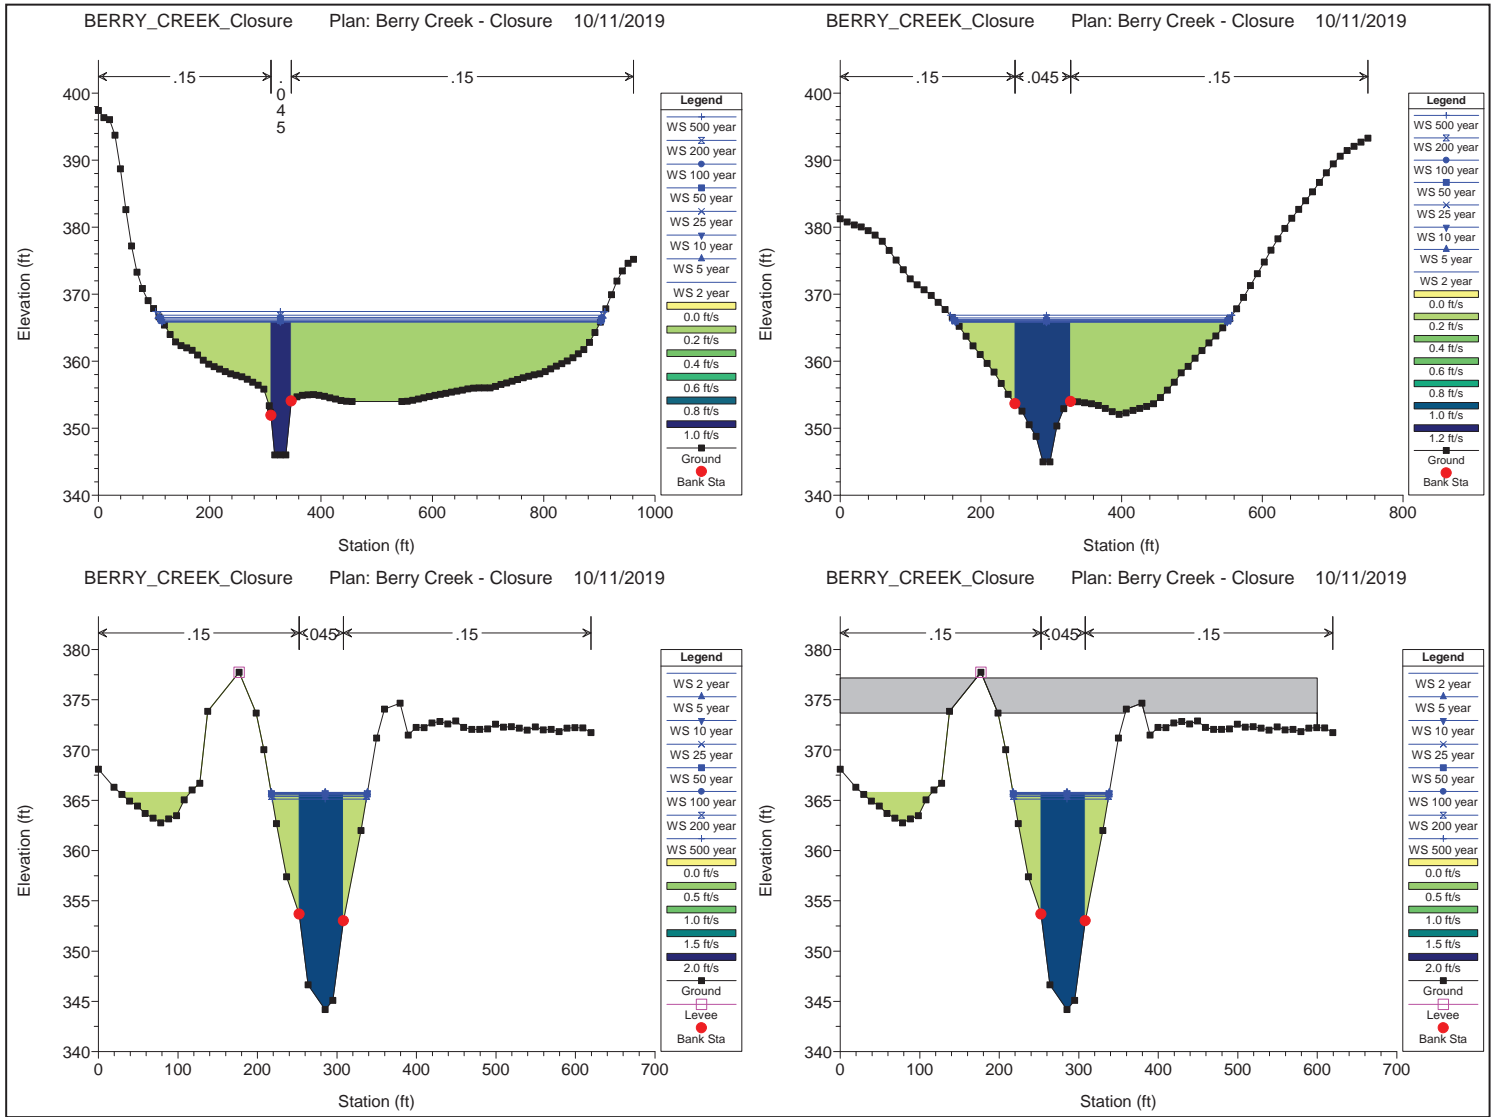 BERRY_CREEK_Closure Plan: Berry Creek - Closure 10/11/2019
.15
.045
.15
400
390
380
370
360
350
340
Elevation (ft)
0 200 400 600 800 1000
Station (ft)
Legend
WS 500 year
WS 200 year
WS 100 year
WS 50 year
WS 25 year
WS 10 year
WS 5 year
WS 2 year
0.0 ft/s
0.2 ft/s
0.4 ft/s
0.6 ft/s
0.8 ft/s
1.0 ft/s
Ground
Bank Sta
BERRY_CREEK_Closure Plan: Berry Creek - Closure 10/11/2019
.15 .045 .15
400
390
380
370
360
350
340
Elevation (ft)
0 200 400 600 800
Station (ft)
Legend
WS 500 year
WS 200 year
WS 100 year
WS 50 year
WS 25 year
WS 10 year
WS 5 year
WS 2 year
0.0 ft/s
0.2 ft/s
0.4 ft/s
0.6 ft/s
0.8 ft/s
1.0 ft/s
1.2 ft/s
Ground
Bank Sta
BERRY_CREEK_Closure Plan: Berry Creek - Closure 10/11/2019
.15 .045 .15
380
375
370
365
360
355
350
345
340
Elevation (ft)
0 100 200 300 400 500 600 700
Station (ft)
Legend
WS 2 year
WS 5 year
WS 10 year
WS 25 year
WS 50 year
WS 100 year
WS 200 year
WS 500 year
0.0 ft/s
0.5 ft/s
1.0 ft/s
1.5 ft/s
2.0 ft/s
Ground
Levee
Bank Sta
BERRY_CREEK_Closure Plan: Berry Creek - Closure 10/11/2019
.15 .045 .15
380
375
370
365
360
355
350
345
340
Elevation (ft)
0 100 200 300 400 500 600 700
Station (ft)
Legend
WS 2 year
WS 5 year
WS 10 year
WS 25 year
WS 50 year
WS 100 year
WS 200 year
WS 500 year
0.0 ft/s
0.5 ft/s
1.0 ft/s
1.5 ft/s
2.0 ft/s
Ground
Levee
Bank Sta